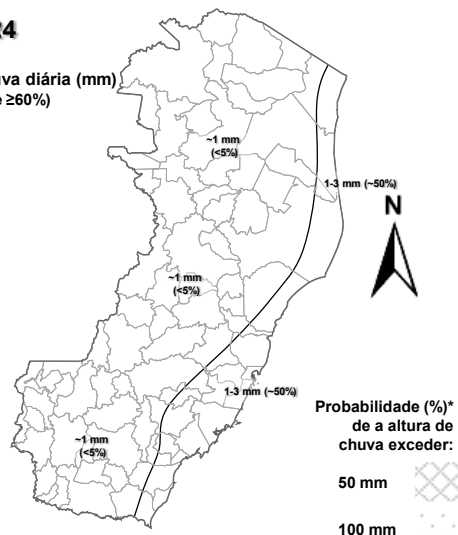 24
uva diária (mm)
e ≥60%)
~1 mm
(<5%)
1-3 mm (~50%)
N
~1 mm
(<5%)
1-3 mm (~50%)
~1 mm
(<5%)
Probabilidade (%)*
de a altura de
chuva exceder:
50 mm
100 mm